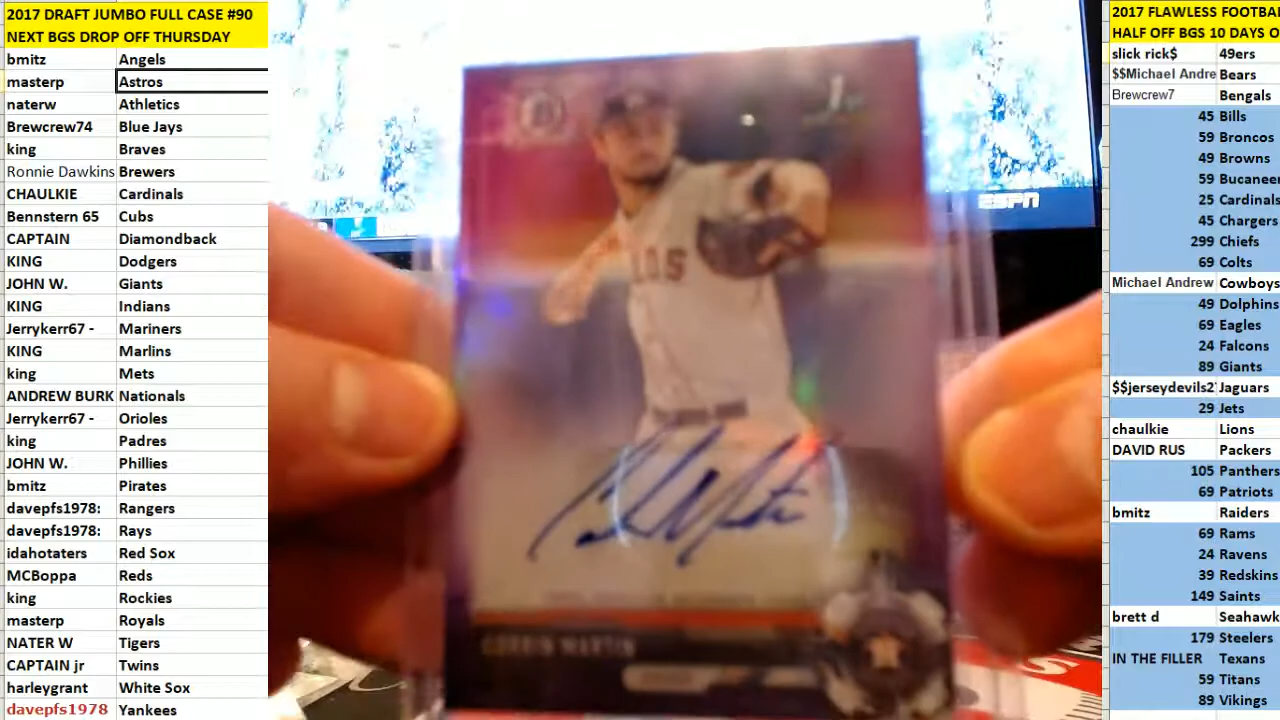 2017 DRAFT JUMBO FULL CASE #90
NEXT BGS DROP OFF THURSDAY
bmitz Angels
masterp Astros
naterw Athletics
Brewcrew74 Blue Jays
king Braves
Ronnie Dawkins Brewers
CHAULKIE Cardinals
Bennstern 65 Cubs
CAPTAIN Diamondback
KING Dodgers
JOHN W. Giants
KING Indians
Jerrykerr67 - Mariners
KING Marlins
king Mets
ANDREW BURK Nationals
Jerrykerr67 - Orioles
king Padres
JOHN W. Phillies
bmitz Pirates
davepfs1978: Rangers
davepfs1978: Rays
idahotaters Red Sox
MCBoppa Reds
king Rockies
masterp Royals
NATER W Tigers
CAPTAIN jr Twins
harleygrant White Sox
davepfs1978 Yankees
ESPN
1st
OS
CORBIN MARTIN
2017 FLAWLESS FOOTBA
HALF OFF BGS 10 DAYS O
slick rick$ 49ers
$$Michael Andre Bears
Brewcrew7 Bengals
45 Bills
59 Broncos
49 Browns
59 Bucaneer
25 Cardinals
45 Chargers
299 Chiefs
69 Colts
Michael Andrew Cowboys
49 Dolphins
69 Eagles
24 Falcons
89 Giants
$$jerseydevils2 Jaguars
29 Jets
chaulkie Lions
DAVID RUS Packers
105 Panthers
69 Patriots
bmitz Raiders
69 Rams
24 Ravens
39 Redskins
149 Saints
brett d Seahawk
179 Steelers
IN THE FILLER Texans
59 Titans
89 Vikings